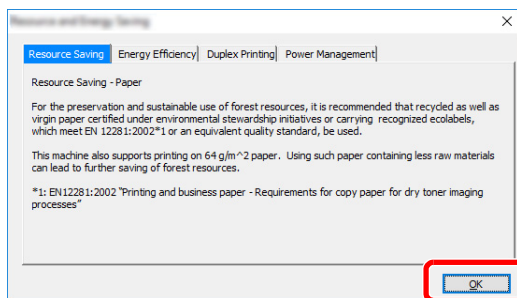 Resource and Energy Saving
Resource Saving Energy Efficiency Duplex Printing Power Management
Resource Saving - Paper
For the preservation and sustainable use of forest resources, it is recommended that recycled as well as
virgin paper certified under environmental stewardship initiatives or carrying recognized ecolabels,
which meet EN 12281:2002*1 or an equivalent quality standard, be used.
This machine also supports printing on 64 g/m^2 paper. Using such paper containing less raw materials
can lead to further saving of forest resources.
*1: EN12281:2002 "Printing and business paper - Requirements for copy paper for dry toner imaging
processes"
OK